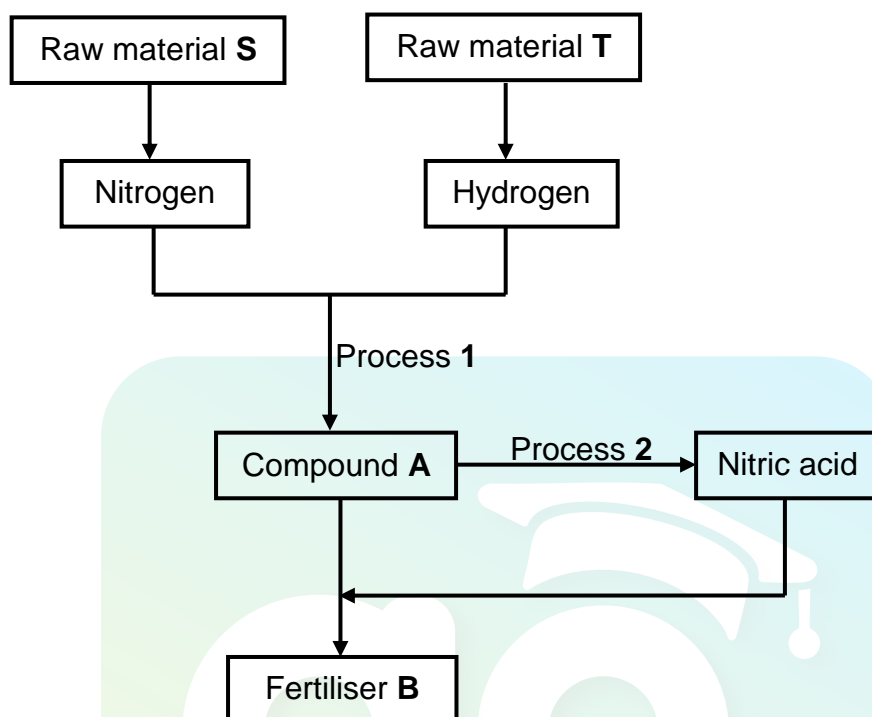 Raw material S
Raw material T
Nitrogen
Hydrogen
Process 1
Compound A
Process 2
Nitric acid
Fertiliser B